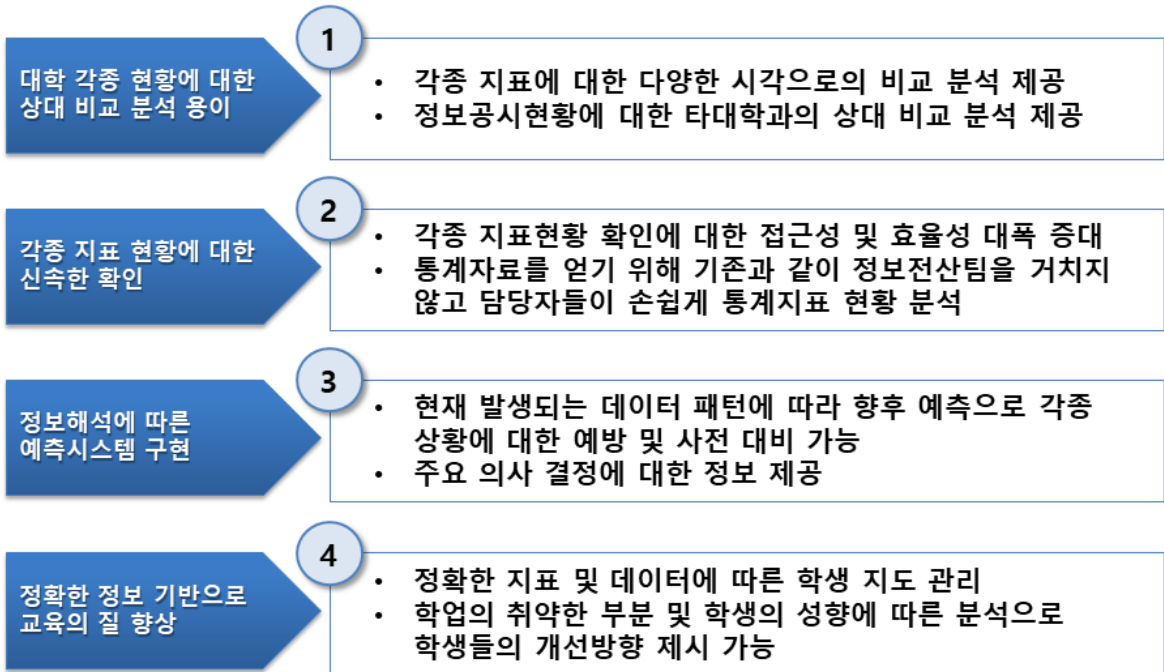 대학 각종 현황에 대한
상대 비교 분석 용이
1
• 각종 지표에 대한 다양한 시각으로의 비교 분석 제공
• 정보공시현황에 대한 타대학과의 상대 비교 분석 제공
각종 지표 현황에 대한
신속한 확인
2
• 각종 지표현황 확인에 대한 접근성 및 효율성 대폭 증대
• 통계자료를 얻기 위해 기존과 같이 정보전산팀을 거치지
않고 담당자들이 손쉽게 통계지표 현황 분석
정보해석에 따른
예측시스템 구현
3
• 현재 발생되는 데이터 패턴에 따라 향후 예측으로 각종
상황에 대한 예방 및 사전 대비 가능
• 주요 의사 결정에 대한 정보 제공
정확한 정보 기반으로
교육의 질 향상
4
• 정확한 지표 및 데이터에 따른 학생 지도 관리
• 학업의 취약한 부분 및 학생의 성향에 따른 분석으로
학생들의 개선방향 제시 가능